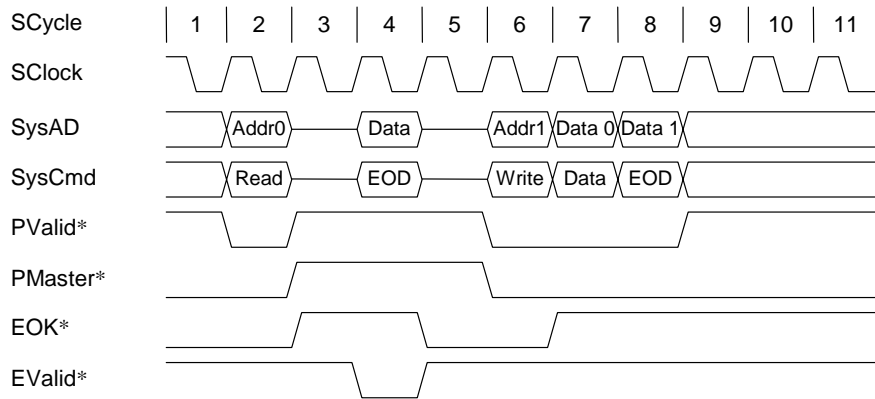 SCycle 1 2 3 4 5 6 7 8 9 10 11
SClock
SysAD Addr0 Data Addr1 Data 0 Data 1
SysCmd Read EOD Write Data EOD
PValid*
PMaster*
EOK*
EValid*